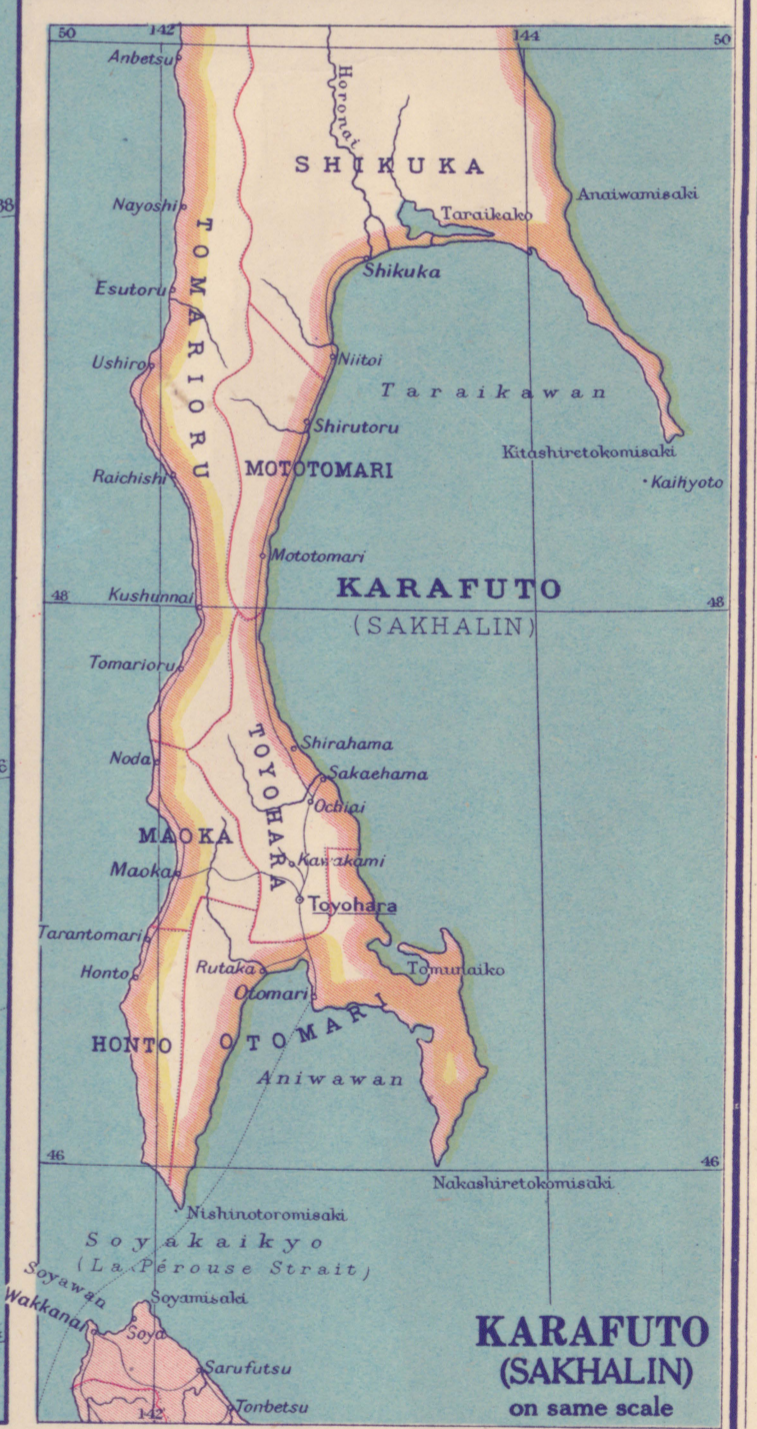 50
142
144
50
Anbetsu
Horonai
SHIKUKA
Nayoshi
Anaiwamisaki
Taraikako
TOMARIORU
Shikuka
Esutoru
Ushiro
Niitoi
Taraikawan
Shirutoru
Kitashiretokomisaki
Raichishi
MOTOTOMARI
Kaihyoto
Mototomari
48
Kushunnai
KARAFUTO
48
(SAKHALIN)
Tomarioru
Noda
Shirahama
TOYOHARA
Sakaehama
Ochiai
MAOKA
Maoka
Kawakami
Toyohara
Tarantomari
Honto
Rutaka
Tomunaiko
Otomari
HONTO
OTOMARI
Aniwawan
46
46
Nakashiretokomisaki
Nishinotoromisaki
Soyakaikyo
(La Pérouse Strait)
Soyawan
Wakkanai
Soyamisaki
Soya
Sarufutsu
142
Tonbetsu
KARAFUTO
(SAKHALIN)
on same scale